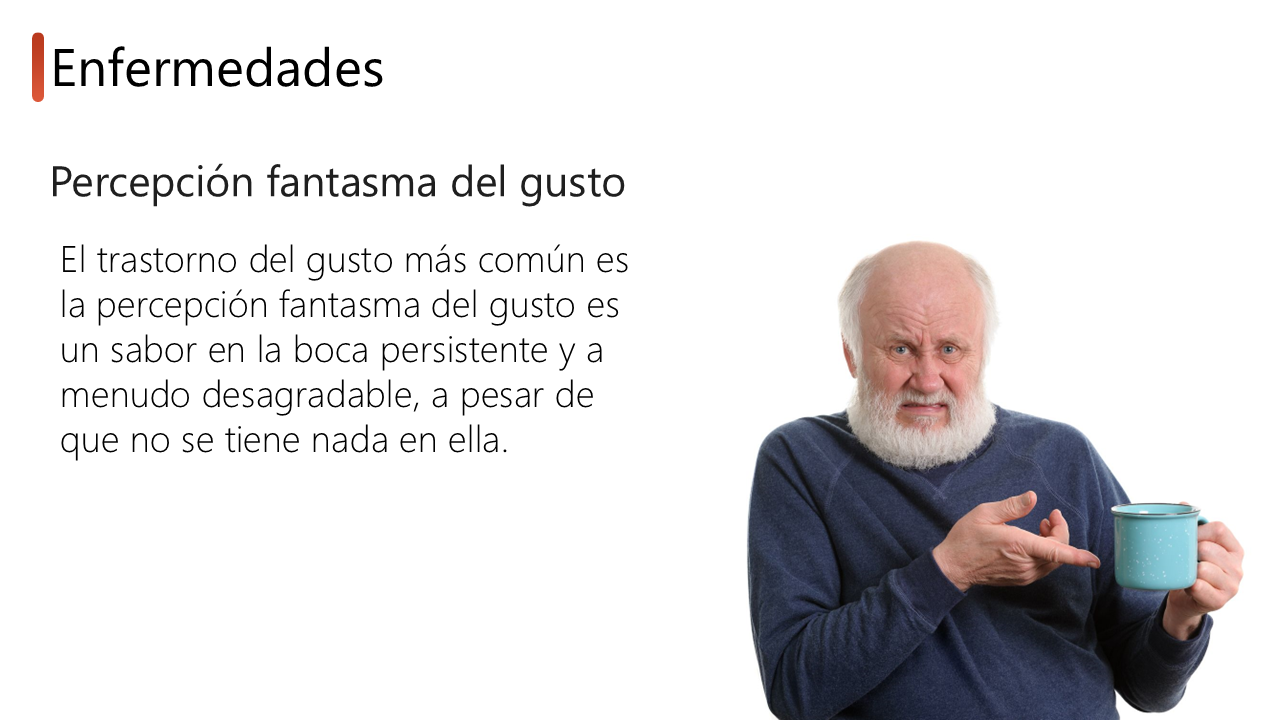 Enfermedades
Percepción fantasma del gusto
El trastorno del gusto más común es
la percepción fantasma del gusto es
un sabor en la boca persistente y a
menudo desagradable, a pesar de
que no se tiene nada en ella.